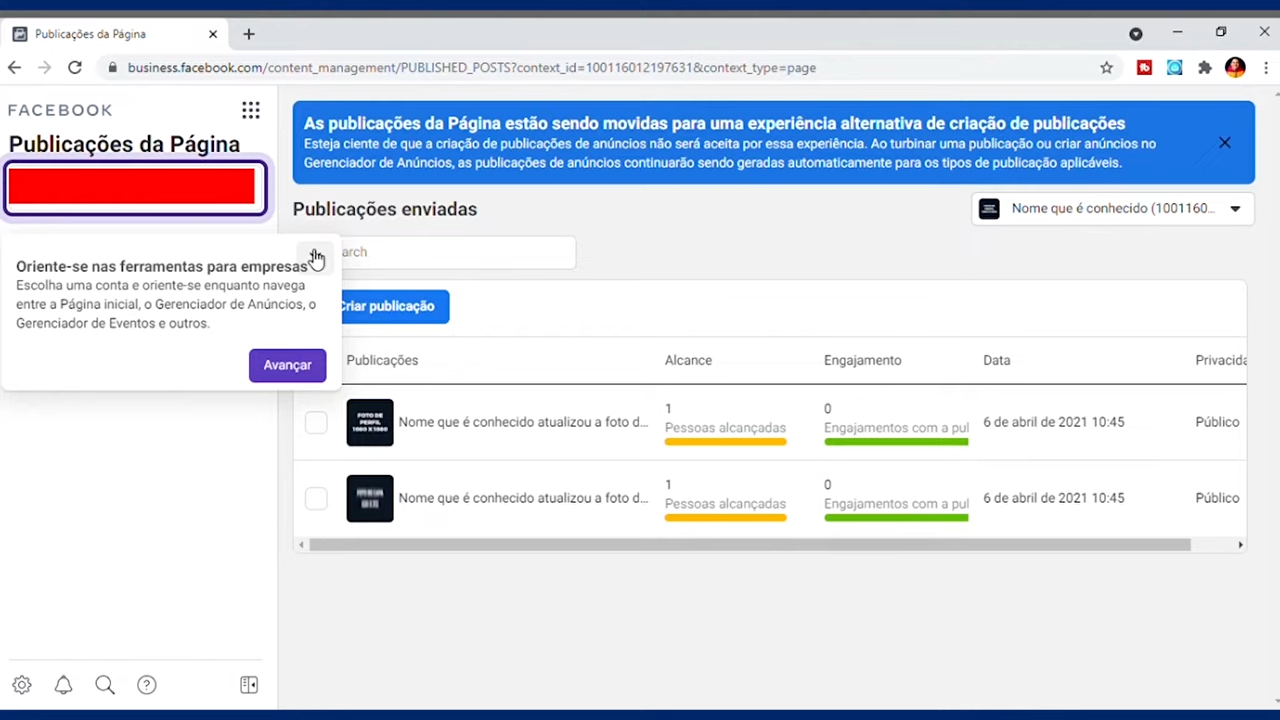 Publicações da Página
business.facebook.com/content_management/PUBLISHED_POSTS?context_id=100116012197631&context_type=page
FACEBOOK
Publicações da Página
As publicações da Página estão sendo movidas para uma experiência alternativa de criação de publicações
Esteja ciente de que a criação de publicações de anúncios não será aceita por essa experiência. Ao turbinar uma publicação ou criar anúncios no
Gerenciador de Anúncios, as publicações de anúncios continuarão sendo geradas automaticamente para os tipos de publicação aplicáveis.
Publicações enviadas
Nome que é conhecido (1001160...
arch
Oriente-se nas ferramentas para empresas
Escolha uma conta e oriente-se enquanto navega
entre a Página inicial, o Gerenciador de Anúncios, o
Gerenciador de Eventos e outros.
Avançar
Criar publicação
Publicações Alcance Engajamento Data Privacida
FOTO DE
PERFIL
1080 X 1080
Nome que é conhecido atualizou a foto d...
1
Pessoas alcançadas
0
Engajamentos com a pul
6 de abril de 2021 10:45
Público
Nome que é conhecido atualizou a foto d...
1
Pessoas alcançadas
0
Engajamentos com a pul
6 de abril de 2021 10:45
Público